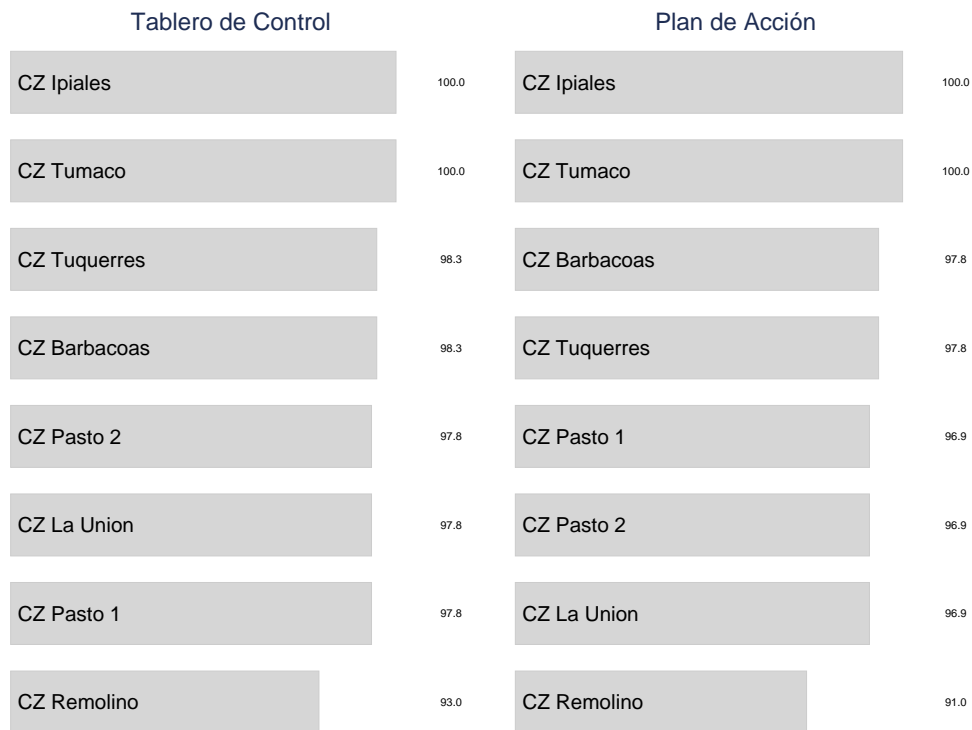 Tablero de Control
CZ Ipiales 100.0
CZ Tumaco 100.0
CZ Tuquerres 98.3
CZ Barbacoas 98.3
CZ Pasto 2 97.8
CZ La Union 97.8
CZ Pasto 1 97.8
CZ Remolino 93.0
Plan de Acción
CZ Ipiales 100.0
CZ Tumaco 100.0
CZ Barbacoas 97.8
CZ Tuquerres 97.8
CZ Pasto 1 96.9
CZ Pasto 2 96.9
CZ La Union 96.9
CZ Remolino 91.0